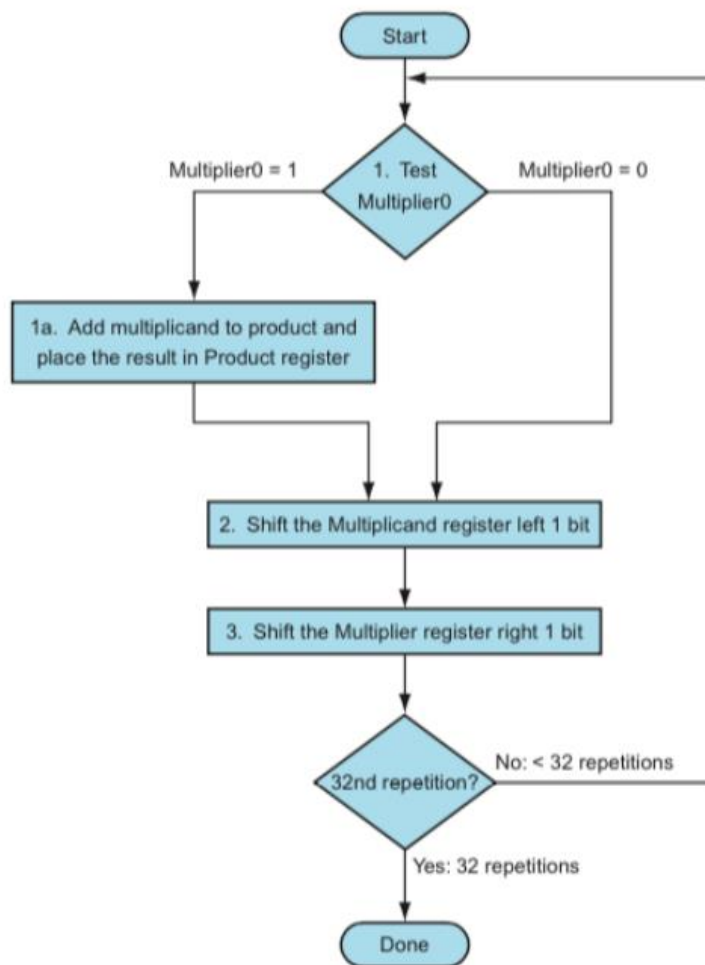 Start
Multiplier0 = 1
1. Test
Multiplier0
Multiplier0 = 0
1a. Add multiplicand to product and
place the result in Product register
2. Shift the Multiplicand register left 1 bit
3. Shift the Multiplier register right 1 bit
32nd repetition?
No: < 32 repetitions
Yes: 32 repetitions
Done